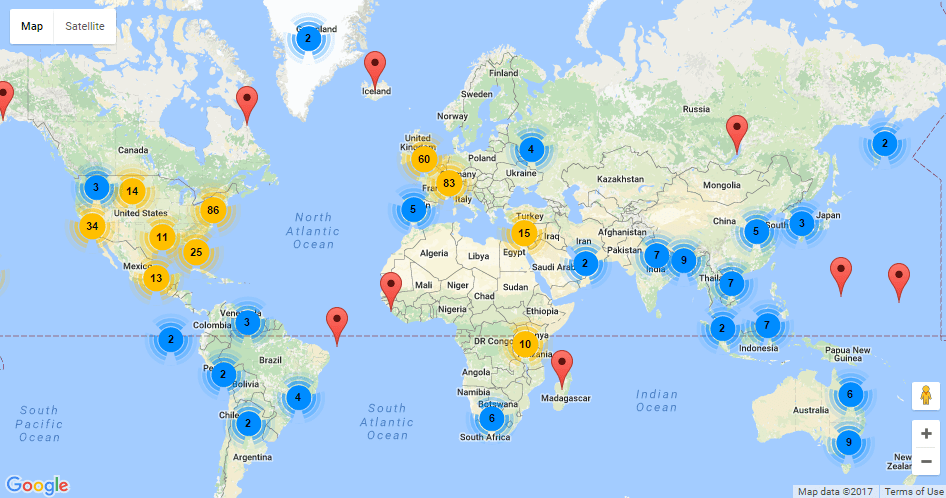 Map
Satellite
2
Greenland
Iceland
Finland
Sweden
Norway
Russia
Canada
United
Kingdom
60
Poland
4
2
83
Ukraine
Kazakhstan
Mongolia
3
14
United States
86
5
Italy
Turkey
15
Iraq
Iran
Afghanistan
Pakistan
China
5
South
3
Japan
34
11
25
North
Atlantic
Ocean
Algeria
Libya
Egypt
Saudi
2
7
India
9
Mexico
13
Mali
Niger
Chad
Sudan
Thailand
7
Nigeria
Ethiopia
Venezuela
3
Colombia
2
DR Congo
10
Kenya
Tanzania
2
7
Indonesia
Papua New
Guinea
Peru
2
Brazil
Bolivia
4
Angola
Namibia
Botswana
Madagascar
Indian
Ocean
6
Australia
South
Pacific
Ocean
Chile
2
South
Atlantic
Ocean
6
South Africa
9
Argentina
New
Zealand
Google
Map data ©2017
Terms of Use